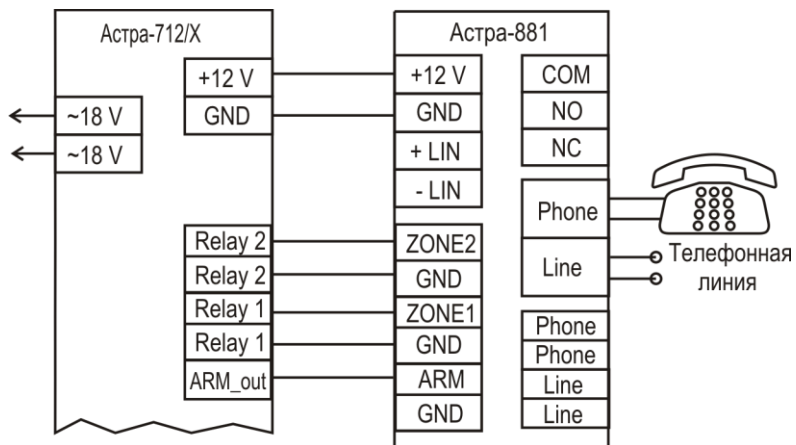 Астра-712/Х
+12 V
GND
~18 V
~18 V
Relay 2
Relay 2
Relay 1
Relay 1
ARM_out
Астра-881
+12 V
GND
+ LIN
- LIN
ZONE2
GND
ZONE1
GND
ARM
GND
COM
NO
NC
Phone
Line
Phone
Phone
Line
Line
Телефонная
линия